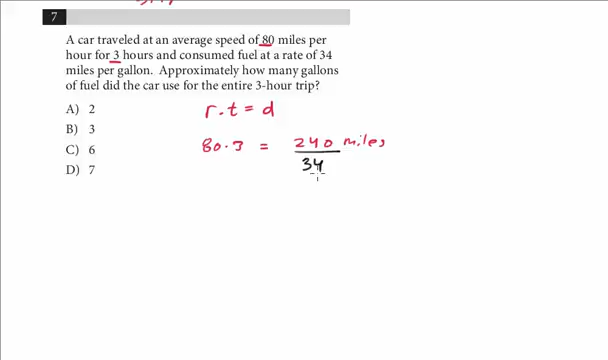 7
A car traveled at an average speed of 80 miles per
hour for 3 hours and consumed fuel at a rate of 34
miles per gallon. Approximately how many gallons
of fuel did the car use for the entire 3-hour trip?
A) 2
B) 3
C) 6
D) 7
r.t = d
80.3 = 240 miles
34